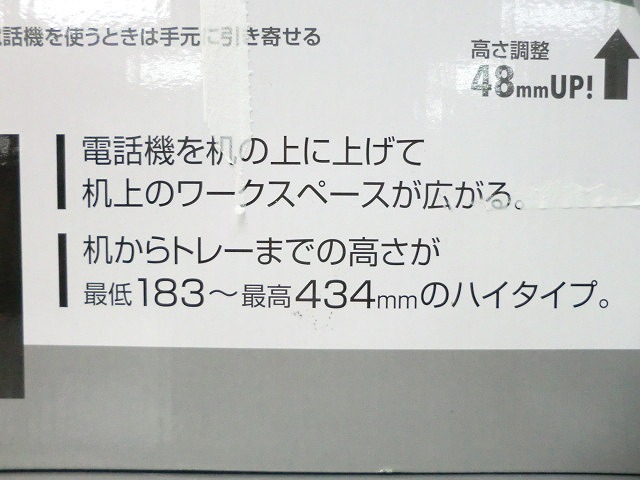 話機を使うときは手元に引き寄せる
高さ調整
48mmUP!
電話機を机の上に上げて
机上のワークスペースが広がる。
机からトレーまでの高さが
最低183～最高434mmのハイタイプ。